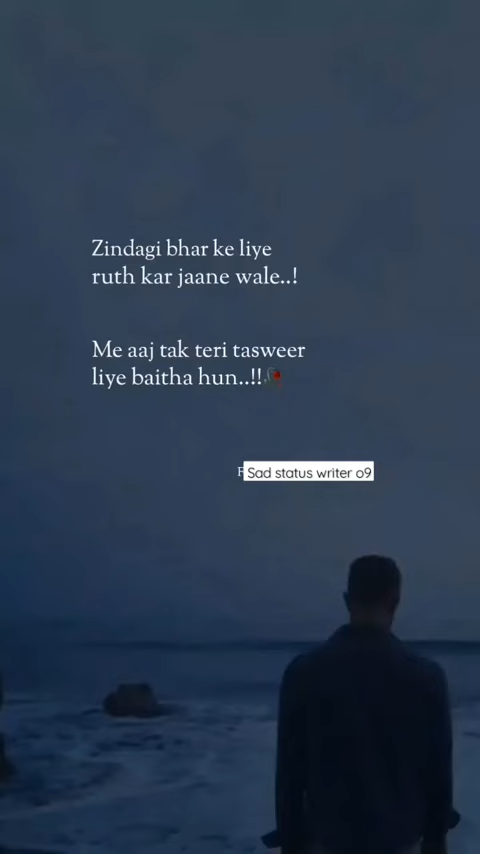 Zindagi bhar ke liye
ruth kar jaane wale..!
Me aaj tak teri tasweer
liye baitha hun..!!🥀
Sad status writer 09